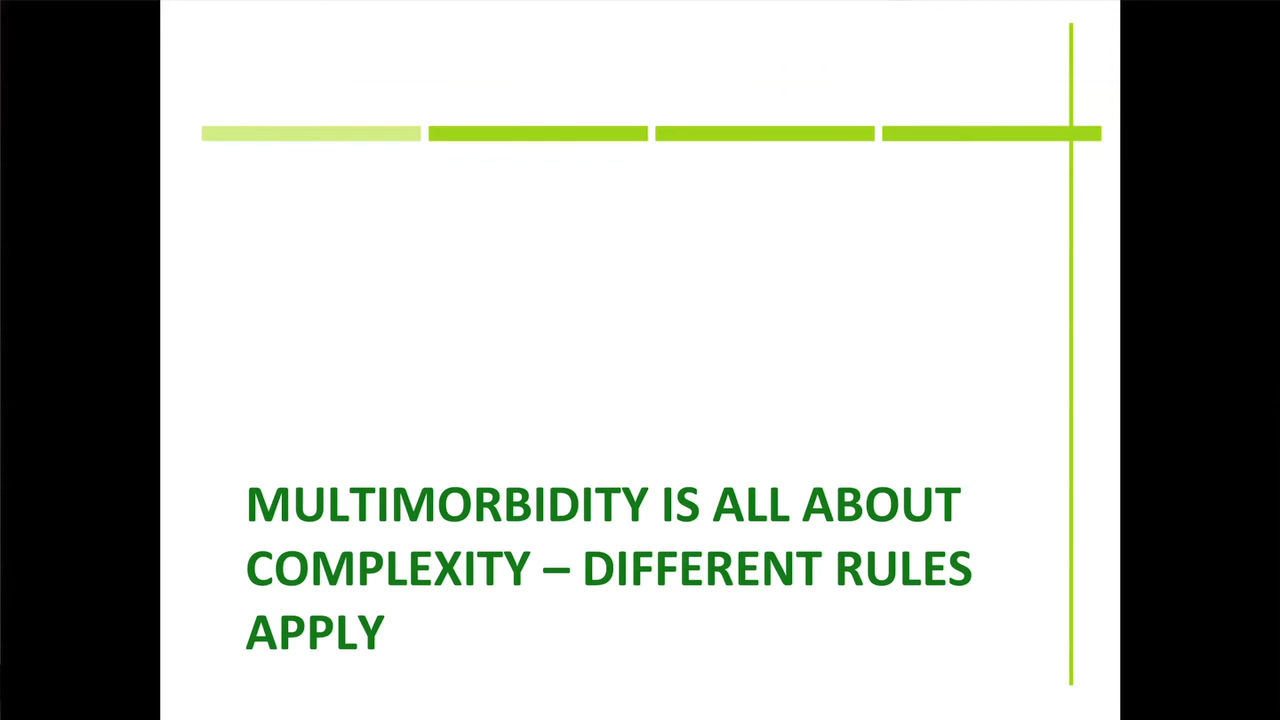 MULTIMORBIDITY IS ALL ABOUT
COMPLEXITY – DIFFERENT RULES
APPLY